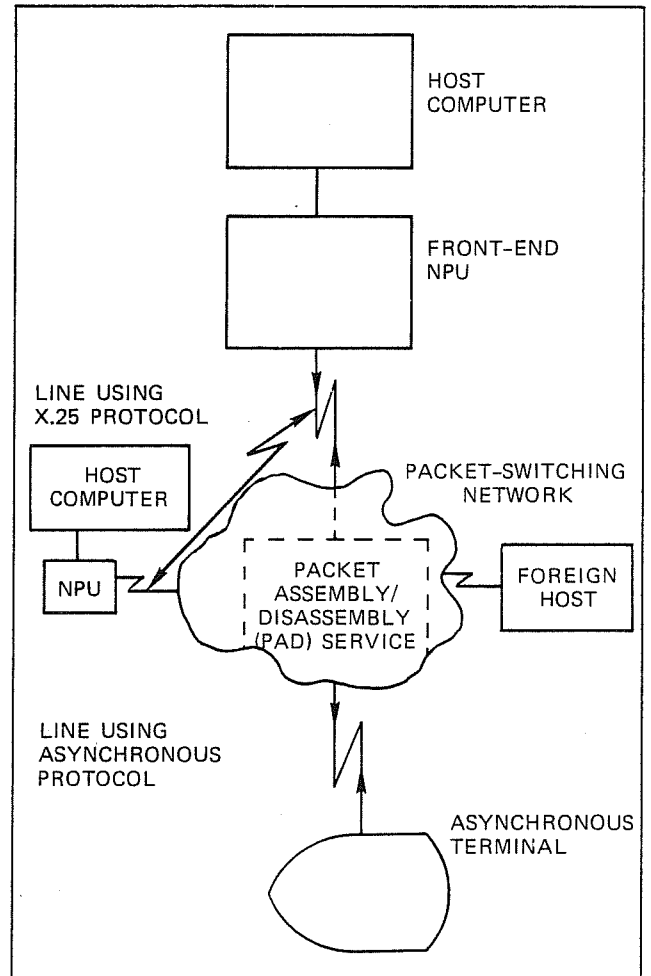 HOST
COMPUTER
FRONT-END
NPU
LINE USING
X.25 PROTOCOL
HOST
COMPUTER
PACKET-SWITCHING
NETWORK
NPU
PACKET
ASSEMBLY/
DISASSEMBLY
(PAD) SERVICE
FOREIGN
HOST
LINE USING
ASYNCHRONOUS
PROTOCOL
ASYNCHRONOUS
TERMINAL